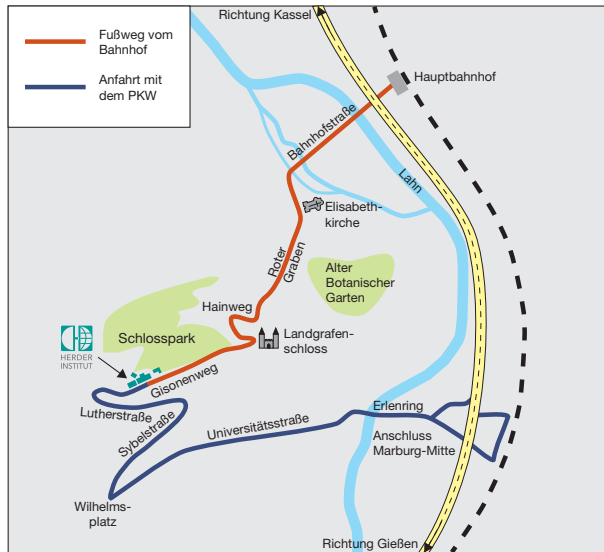 Richtung Kassel
Fußweg vom
Bahnhof
Anfahrt mit
dem PKW
Hauptbahnhof
Bahnhofstraße
Lahn
Elisabeth-
kirche
Roter
Graben
Alter
Botanischer
Garten
Hainweg
Schlosspark
Landgrafen-
schloss
HERDER
INSTITUT
Gisonenweg
Lutherstraße
Sybelstraße
Universitätsstraße
Erlenring
Anschluss
Marburg-Mitte
Wilhelms-
platz
Richtung Gießen